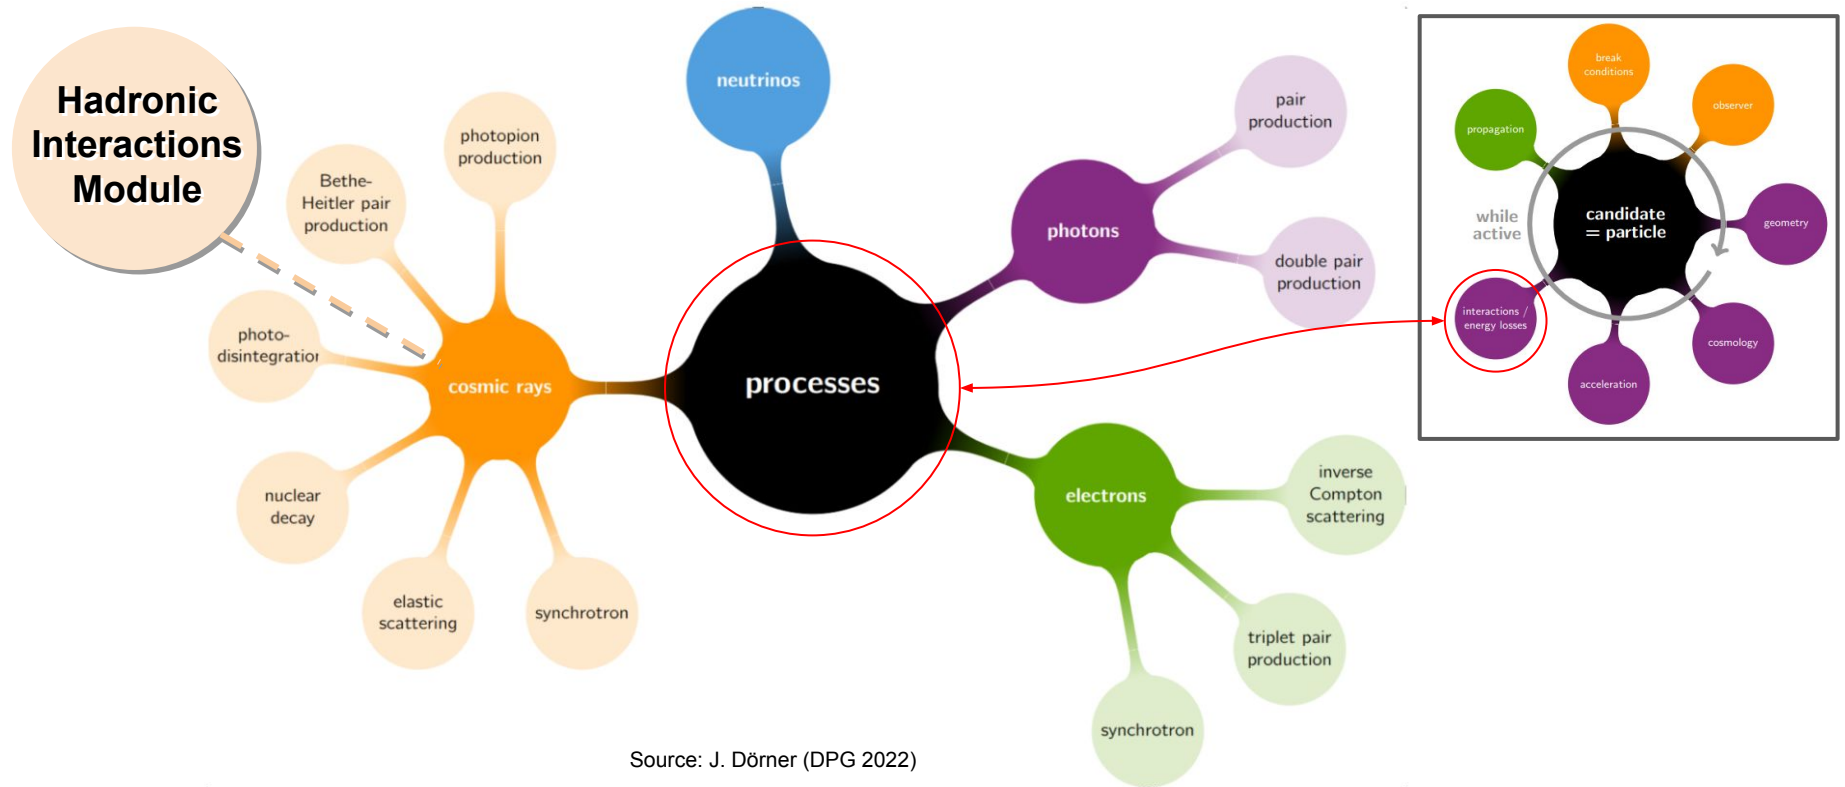 Hadronic
Interactions
Module
photopion
production
Bethe-
Heitler pair
production
photo-
disintegration
nuclear
decay
elastic
scattering
synchrotron
cosmic rays
neutrinos
processes
photons
pair
production
double pair
production
electrons
inverse
Compton
scattering
triplet pair
production
synchrotron
break
conditions
observer
propagation
candidate
= particle
while
active
geometry
interactions /
energy losses
cosmology
acceleration
Source: J. Dörner (DPG 2022)